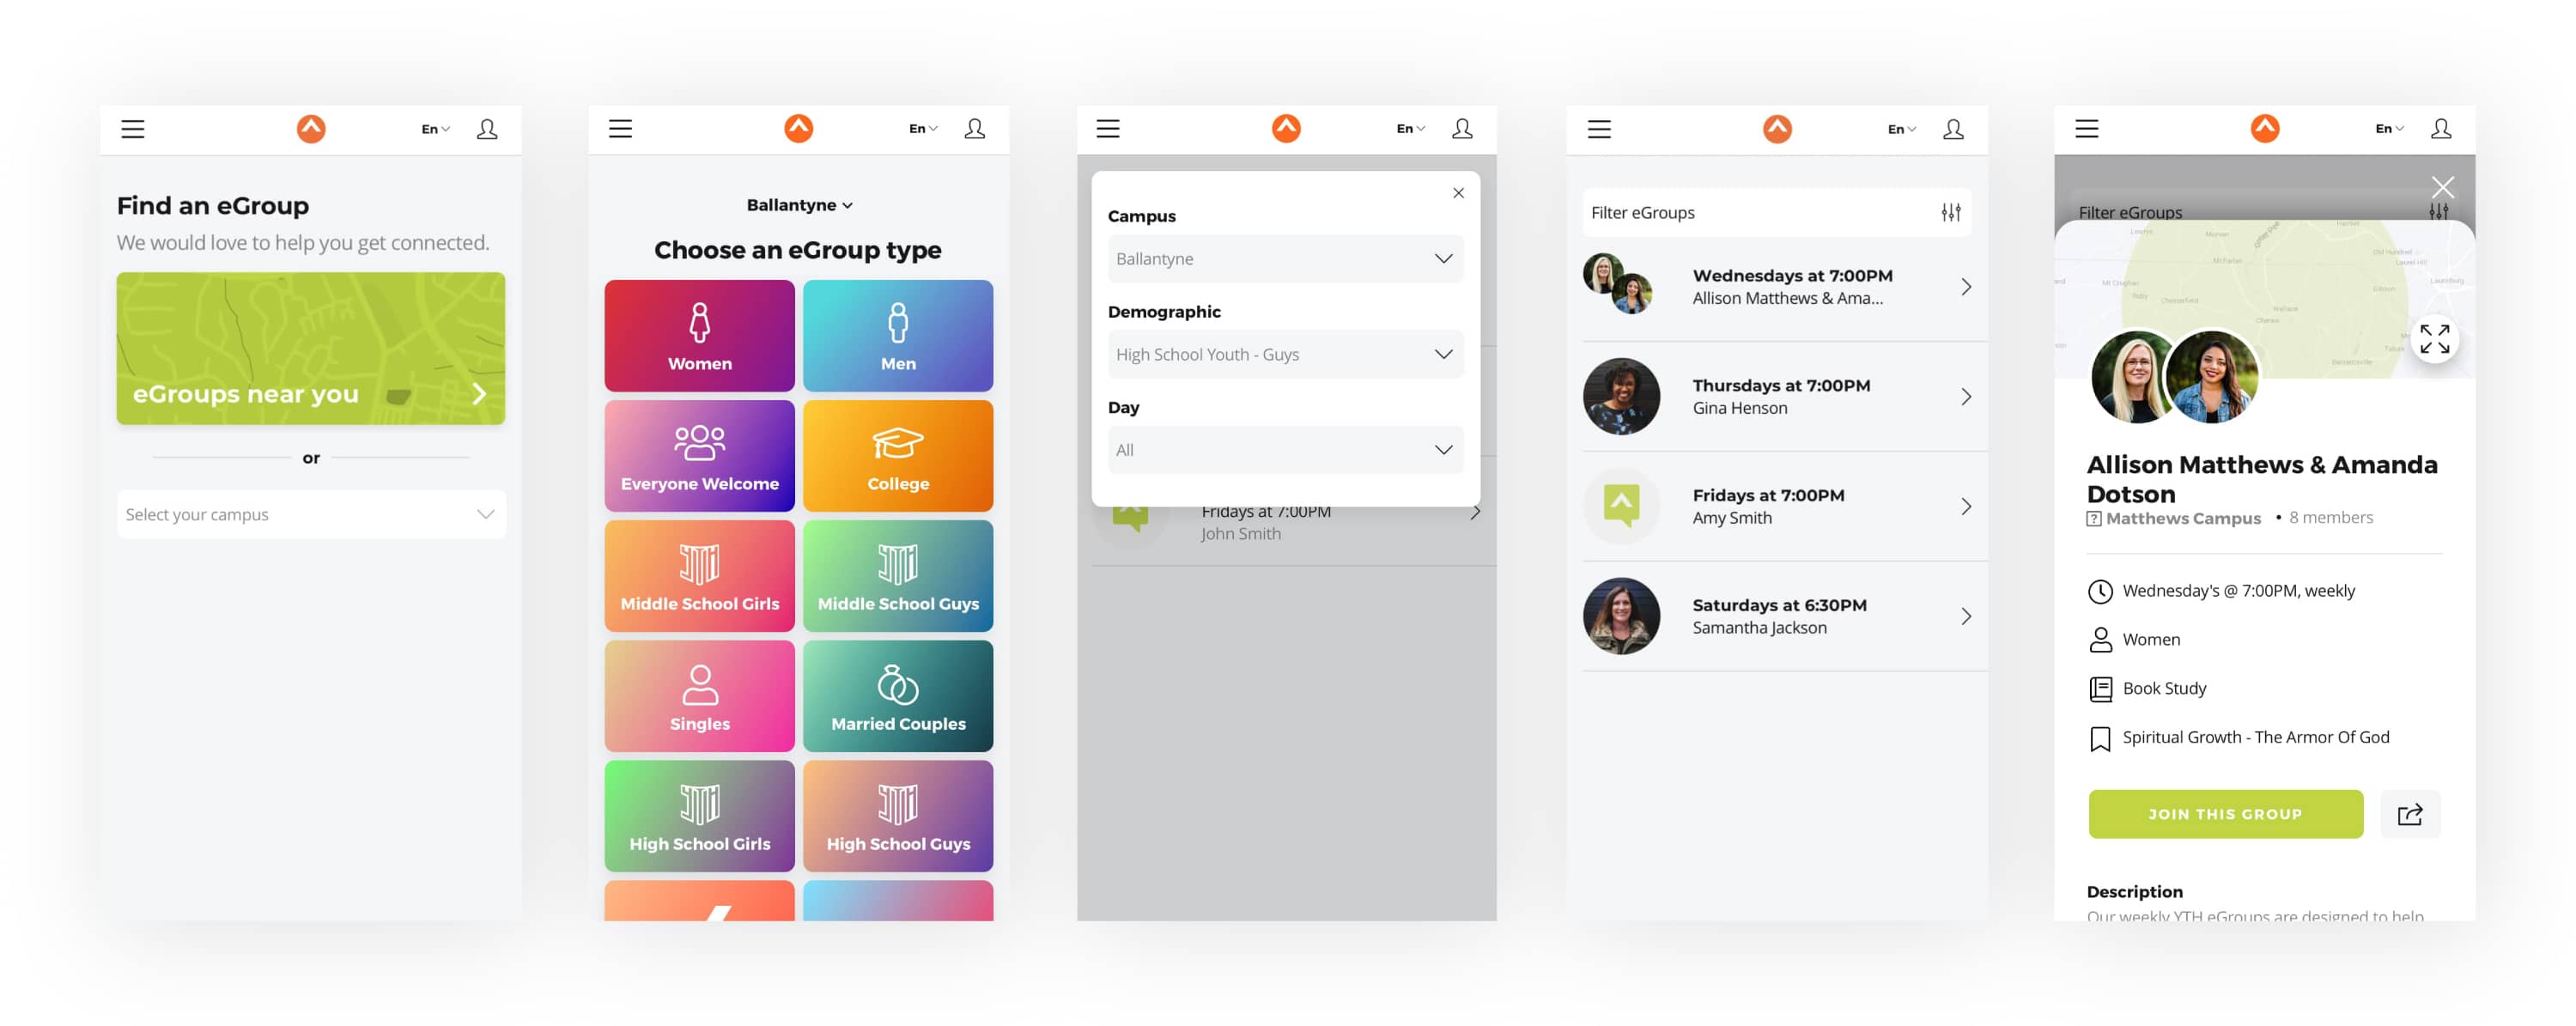 En
Find an eGroup
We would love to help you get connected.
eGroups near you
or
Select your campus
En
Ballantyne
Choose an eGroup type
Women
Men
Everyone Welcome
College
Middle School Girls
Middle School Guys
Singles
Married Couples
High School Girls
High School Guys
En
Campus
Ballantyne
Demographic
High School Youth - Guys
Day
All
Fridays at 7:00PM
John Smith
En
Filter eGroups
Wednesdays at 7:00PM
Allison Matthews & Ama...
Thursdays at 7:00PM
Gina Henson
Fridays at 7:00PM
Amy Smith
Saturdays at 6:30PM
Samantha Jackson
En
Filter eGroups
Allison Matthews & Amanda
Dotson
Matthews Campus • 8 members
Wednesday's @ 7:00PM, weekly
Women
Book Study
Spiritual Growth - The Armor Of God
JOIN THIS GROUP
Description
Our weekly YTH eGroups are designed to help